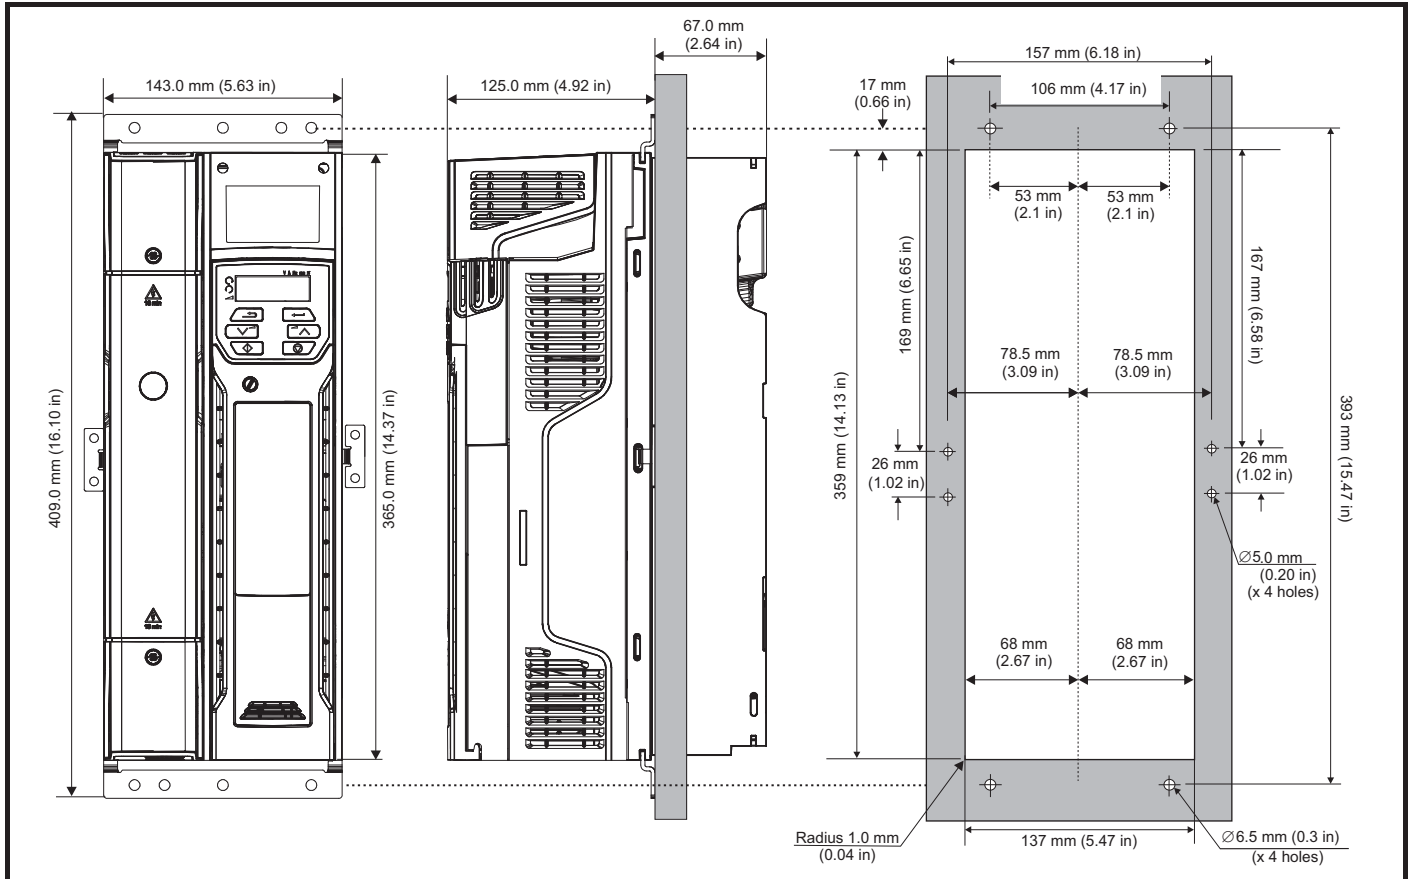 67.0 mm
(2.64 in)
143.0 mm (5.63 in)
125.0 mm (4.92 in)
17 mm
(0.66 in)
157 mm (6.18 in)
106 mm (4.17 in)
53 mm
(2.1 in)
53 mm
(2.1 in)
169 mm (6.65 in)
167 mm (6.58 in)
78.5 mm
(3.09 in)
78.5 mm
(3.09 in)
409.0 mm (16.10 in)
365.0 mm (14.37 in)
359 mm (14.13 in)
393 mm (15.47 in)
26 mm
(1.02 in)
26 mm
(1.02 in)
∅5.0 mm
(0.20 in)
(x 4 holes)
68 mm
(2.67 in)
68 mm
(2.67 in)
Radius 1.0 mm
(0.04 in)
137 mm (5.47 in)
∅6.5 mm (0.3 in)
(x 4 holes)